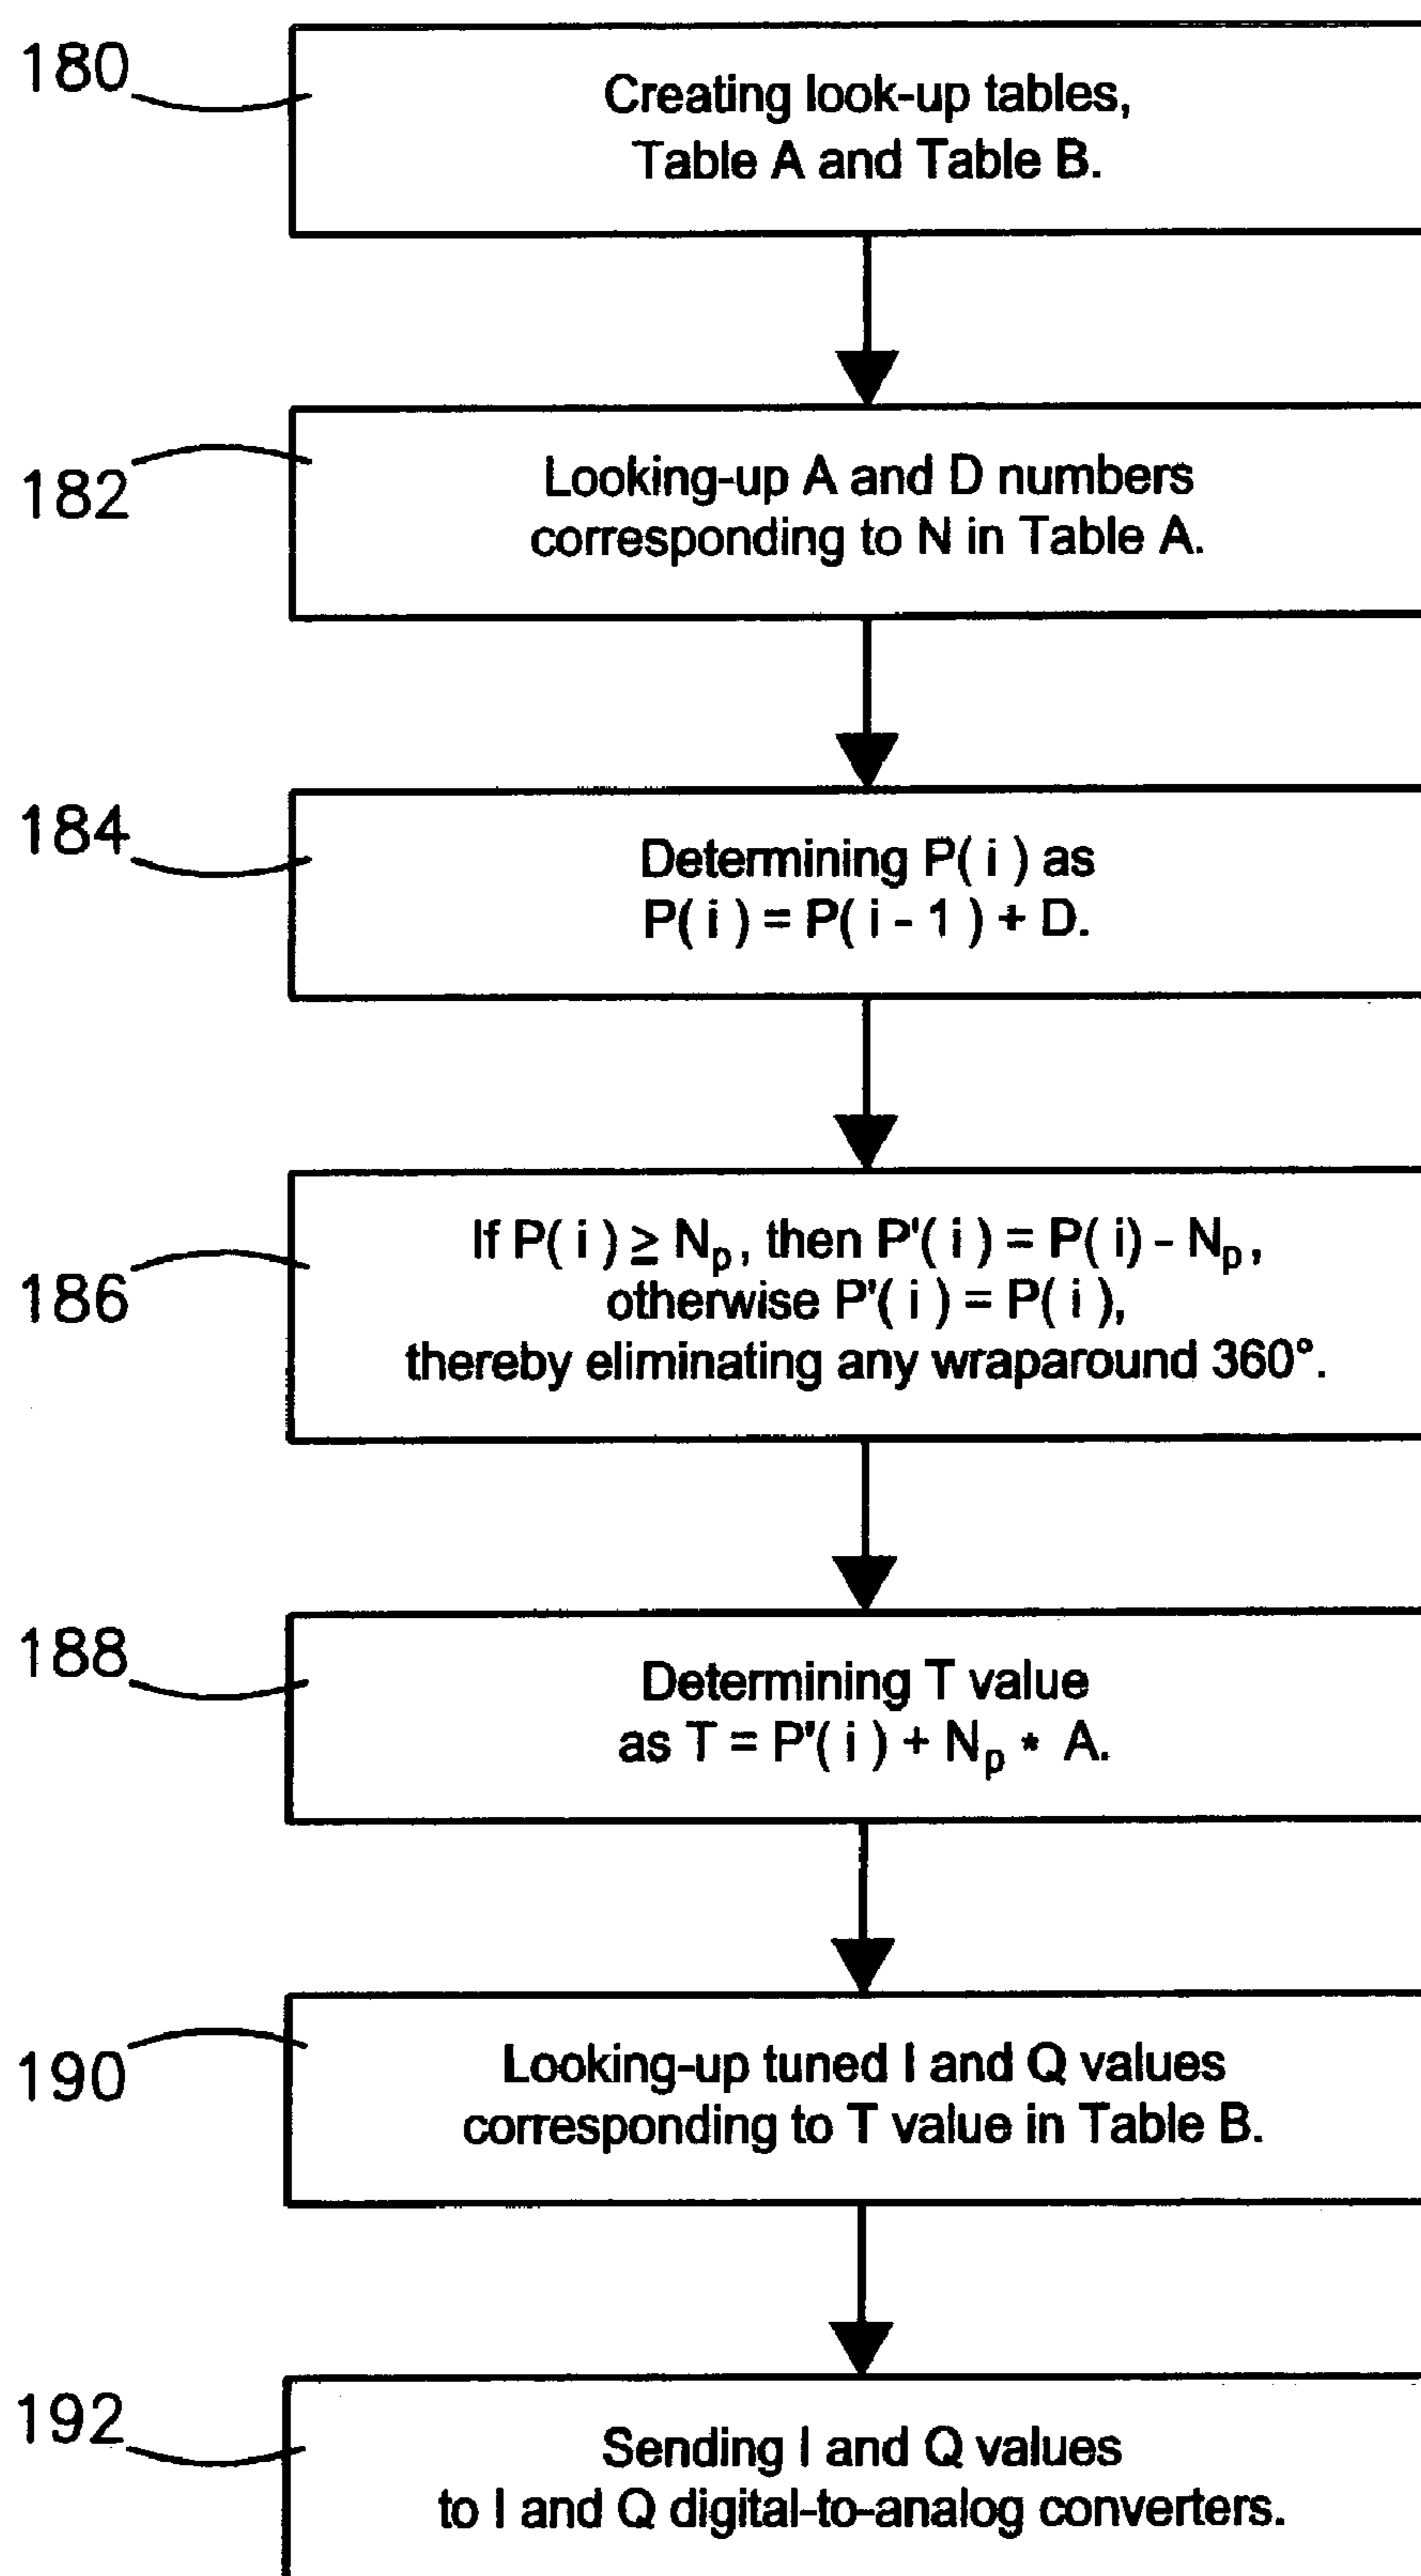 180
Creating look-up tables,
Table A and Table B.
182
Looking-up A and D numbers
corresponding to N in Table A.
184
Determining P( i ) as
P( i ) = P( i - 1 ) + D.
186
If P( i ) ≥ Np, then P'( i ) = P( i) - Np,
otherwise P'( i ) = P( i ),
thereby eliminating any wraparound 360°.
188
Determining T value
as T = P'( i ) + Np * A.
190
Looking-up tuned I and Q values
corresponding to T value in Table B.
192
Sending I and Q values
to I and Q digital-to-analog converters.